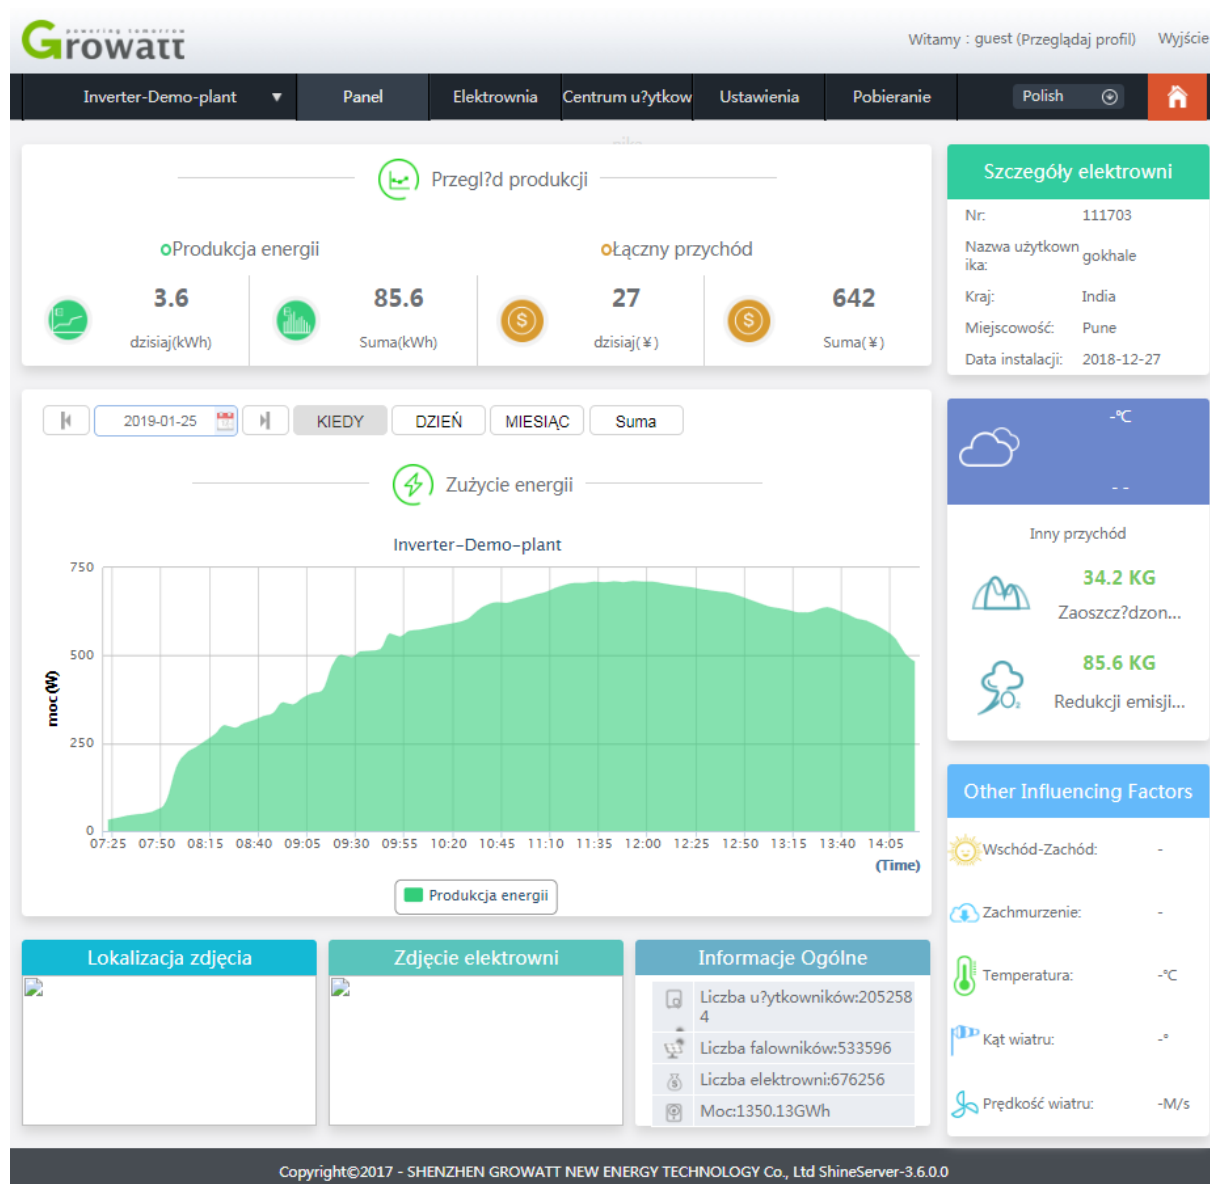 powering tomorrow
Growatt
Witamy : guest (Przeglądaj profil) Wyjście
Inverter-Demo-plant ▼ Panel Elektrownia Centrum u?ytkow Ustawienia Pobieranie Polish
nika
Przegl?d produkcji
Produkcja energii
Łączny przychód
3.6 85.6 27 642
dzisiaj(kWh) Suma(kWh) dzisiaj(¥) Suma(¥)
Szczegóły elektrowni
Nr: 111703
Nazwa użytkown
ika: gokhale
Kraj: India
Miejscowość: Pune
Data instalacji: 2018-12-27
2019-01-25 KIEDY DZIEŃ MIESIĄC Suma
Zużycie energii
Inverter-Demo-plant
750
500
250
0
moc(W)
07:25 07:50 08:15 08:40 09:05 09:30 09:55 10:20 10:45 11:10 11:35 12:00 12:25 12:50 13:15 13:40 14:05
(Time)
Produkcja energii
-℃
- -
Inny przychód
34.2 KG
Zaoszcz?dzon...
85.6 KG
Redukcji emisji...
Other Influencing Factors
Wschód-Zachód: -
Zachmurzenie: -
Temperatura: -℃
Kąt wiatru: -°
Prędkość wiatru: -M/s
Lokalizacja zdjęcia
Zdjęcie elektrowni
Informacje Ogólne
Liczba u?ytkowników:205258
4
Liczba falowników:533596
Liczba elektrowni:676256
Moc:1350.13GWh
Copyright©2017 - SHENZHEN GROWATT NEW ENERGY TECHNOLOGY Co., Ltd ShineServer-3.6.0.0